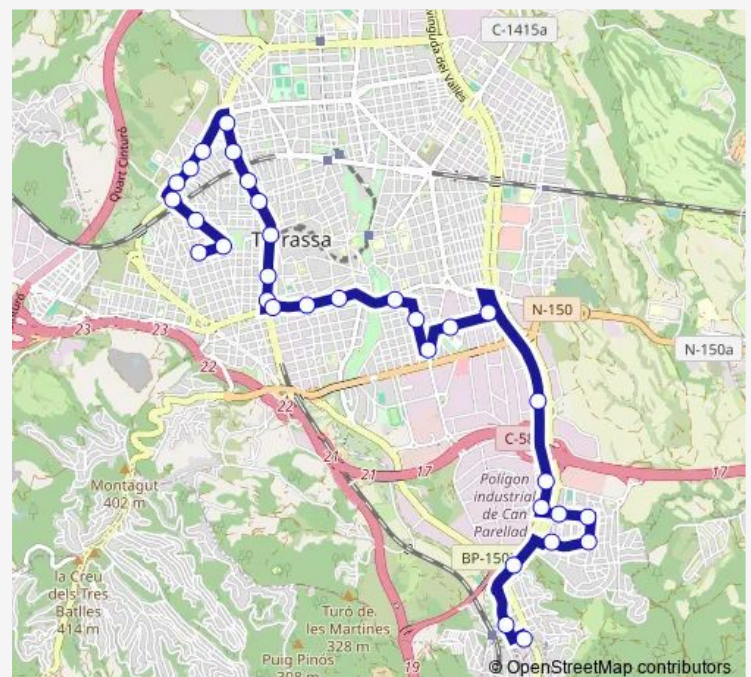 C-1415a
Avinguda del Vallès
Quart Cinturó
Terrassa
N-150
N-150a
23
23
22
22
C-58
21
21
17
17
Montagut
402 m
Polígon
industrial
de Can
Parellada
la Creu
dels Tres
Batlles
414 m
Turó de
les Martines
328 m
Puig Pinós
308 m
19
© OpenStreetMap contributors